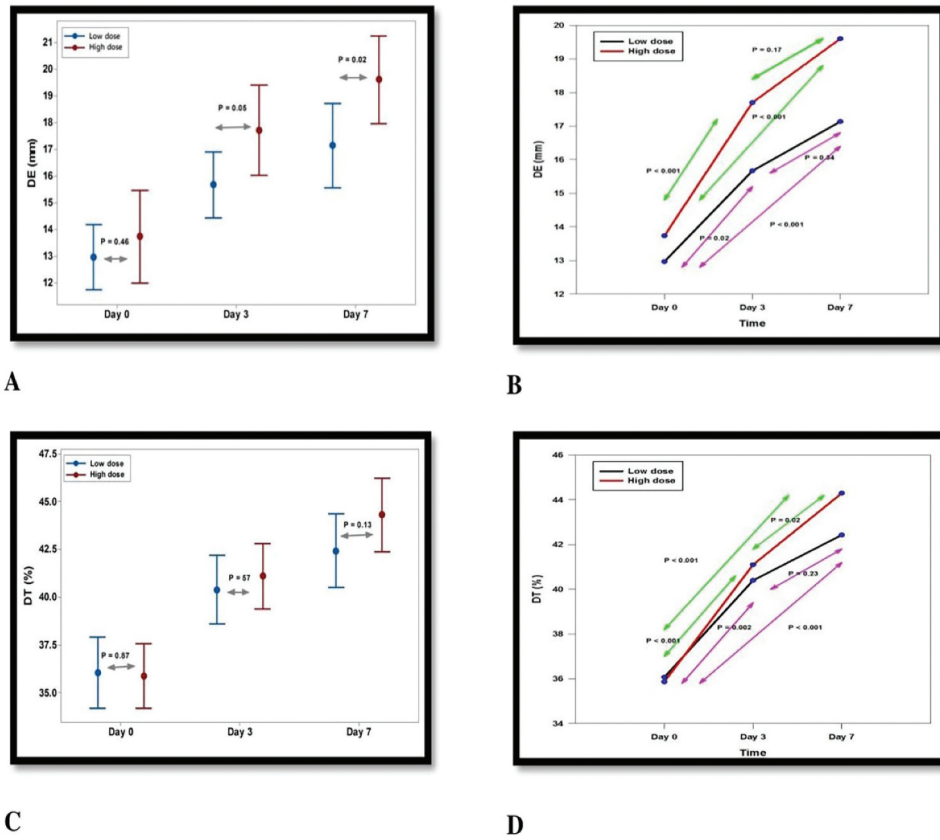 Low dose
High dose
21
20
19
18
17
16
15
14
13
12
DE (mm)
P = 0.46
P = 0.05
P = 0.02
Day 0
Day 3
Day 7
A
Low dose
High dose
20
18
16
14
13
12
DE (mm)
P = 0.17
P < 0.001
P < 0.001
P = 0.34
P < 0.001
P = 0.02
Day 0
Day 3
Day 7
Time
B
Low dose
High dose
47.5
45.0
42.5
40.0
37.5
35.0
DT (%)
P = 0.87
P = 57
P = 0.13
Day 0
Day 3
Day 7
C
Low dose
High dose
46
44
42
40
38
36
34
DT (%)
P = 0.02
P < 0.001
P = 0.23
P < 0.001
P = 0.002
P < 0.001
Day 0
Day 3
Day 7
Time
D